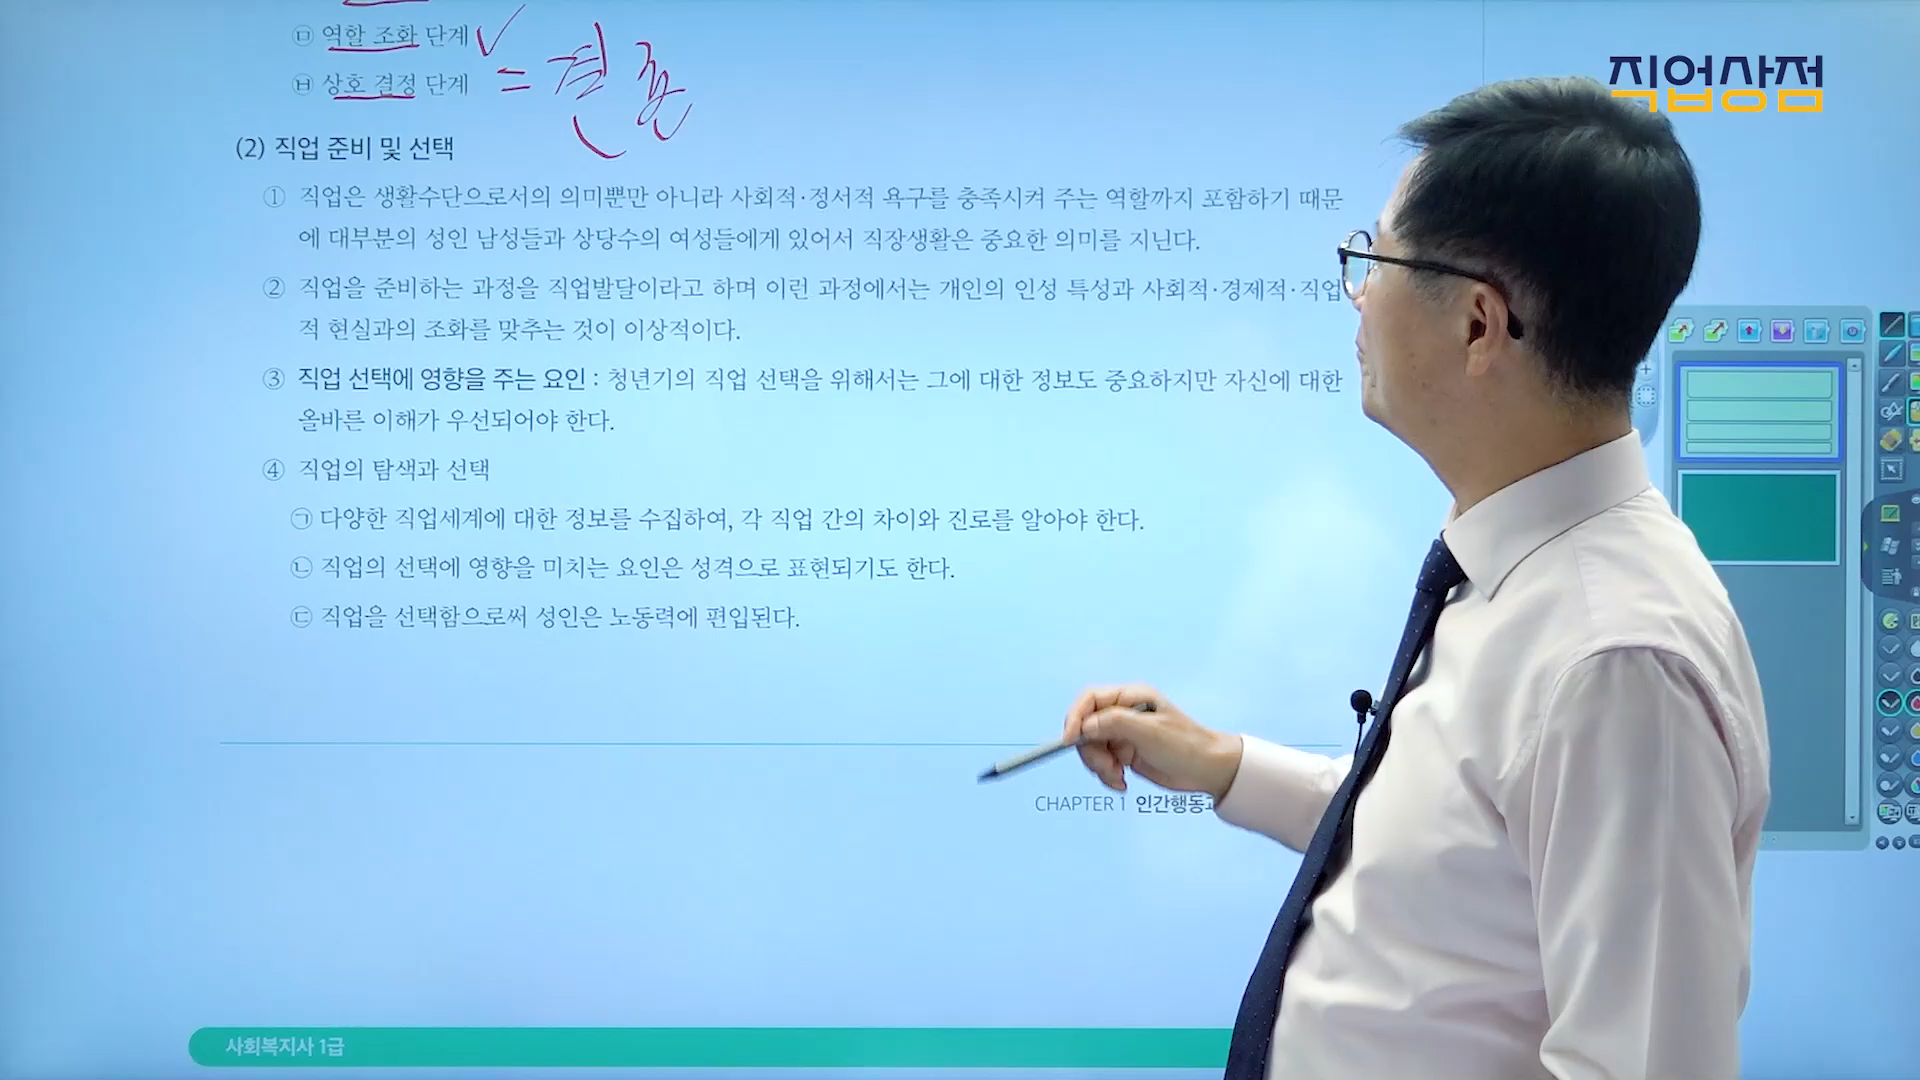 ㉤ 역할 조화 단계
㉥ 상호 결정 단계 =
직업상점
(2) 직업 준비 및 선택
① 직업은 생활수단으로서의 의미뿐만 아니라 사회적·정서적 욕구를 충족시켜 주는 역할까지 포함하기 때문
에 대부분의 성인 남성들과 상당수의 여성들에게 있어서 직장생활은 중요한 의미를 지닌다.
② 직업을 준비하는 과정을 직업발달이라고 하며 이런 과정에서는 개인의 인성 특성과 사회적·경제적·직업
적 현실과의 조화를 맞추는 것이 이상적이다.
③ 직업 선택에 영향을 주는 요인 : 청년기의 직업 선택을 위해서는 그에 대한 정보도 중요하지만 자신에 대한
올바른 이해가 우선되어야 한다.
④ 직업의 탐색과 선택
㉠ 다양한 직업세계에 대한 정보를 수집하여, 각 직업 간의 차이와 진로를 알아야 한다.
㉡ 직업의 선택에 영향을 미치는 요인은 성격으로 표현되기도 한다.
㉢ 직업을 선택함으로써 성인은 노동력에 편입된다.
CHAPTER 1 인간행동과
사회복지사 1급